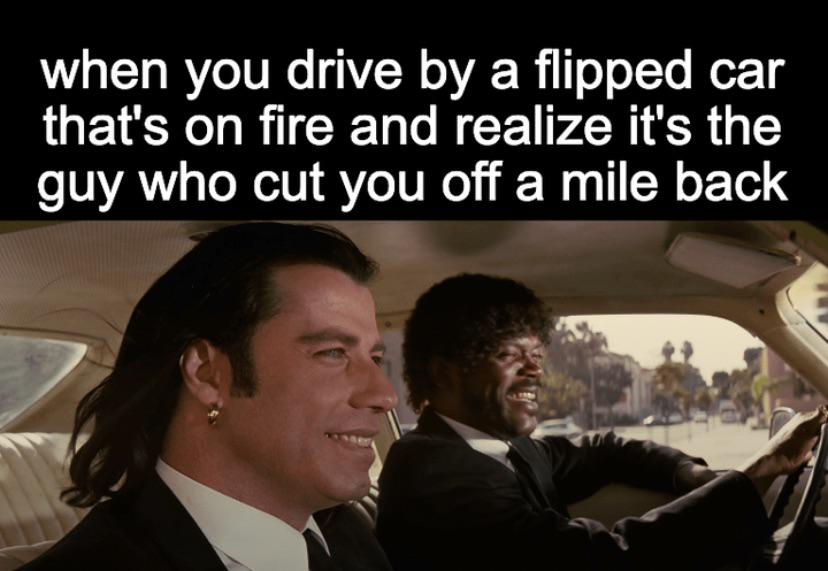 when you drive by a flipped car
that's on fire and realize it's the
guy who cut you off a mile back